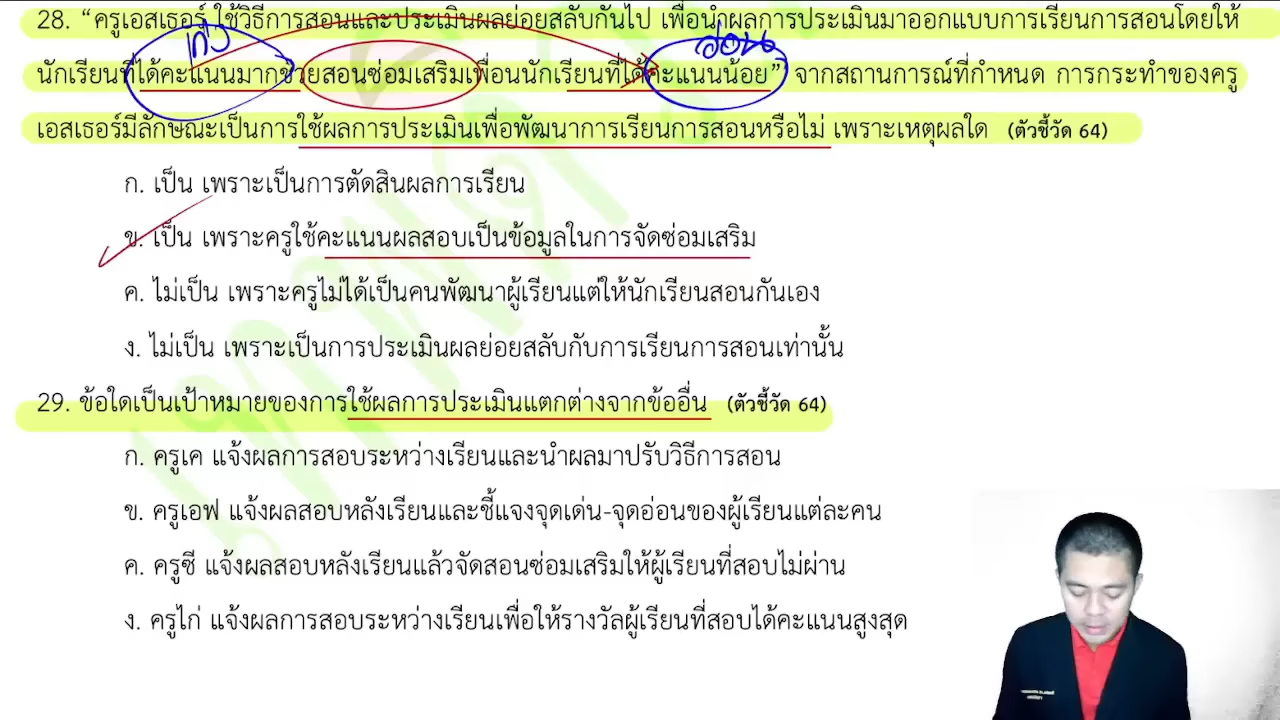 28. “ครูเอสเธอร์ ใช้วิธีการสอนและประเมินผลย่อยสลับกันไป เพื่อนำผลการประเมินมาออกแบบการเรียนการสอนโดยให้
เก่ง อ่อน
นักเรียนที่ได้คะแนนมากช่วยสอนซ่อมเสริมเพื่อนนักเรียนที่ได้คะแนนน้อย” จากสถานการณ์ที่กำหนด การกระทำของครู
เอสเธอร์มีลักษณะเป็นการใช้ผลการประเมินเพื่อพัฒนาการเรียนการสอนหรือไม่ เพราะเหตุผลใด (ตัวชี้วัด 64)
ก. เป็น เพราะเป็นการตัดสินผลการเรียน
ข. เป็น เพราะครูใช้คะแนนผลสอบเป็นข้อมูลในการจัดซ่อมเสริม
ค. ไม่เป็น เพราะครูไม่ได้เป็นคนพัฒนาผู้เรียนแต่ให้นักเรียนสอนกันเอง
ง. ไม่เป็น เพราะเป็นการประเมินผลย่อยสลับกับการเรียนการสอนเท่านั้น
29. ข้อใดเป็นเป้าหมายของการใช้ผลการประเมินแตกต่างจากข้ออื่น (ตัวชี้วัด 64)
ก. ครูเค แจ้งผลการสอบระหว่างเรียนและนำผลมาปรับวิธีการสอน
ข. ครูเอฟ แจ้งผลสอบหลังเรียนและชี้แจงจุดเด่น-จุดอ่อนของผู้เรียนแต่ละคน
ค. ครูซี แจ้งผลสอบหลังเรียนแล้วจัดสอนซ่อมเสริมให้ผู้เรียนที่สอบไม่ผ่าน
ง. ครูไก่ แจ้งผลการสอบระหว่างเรียนเพื่อให้รางวัลผู้เรียนที่สอบได้คะแนนสูงสุด